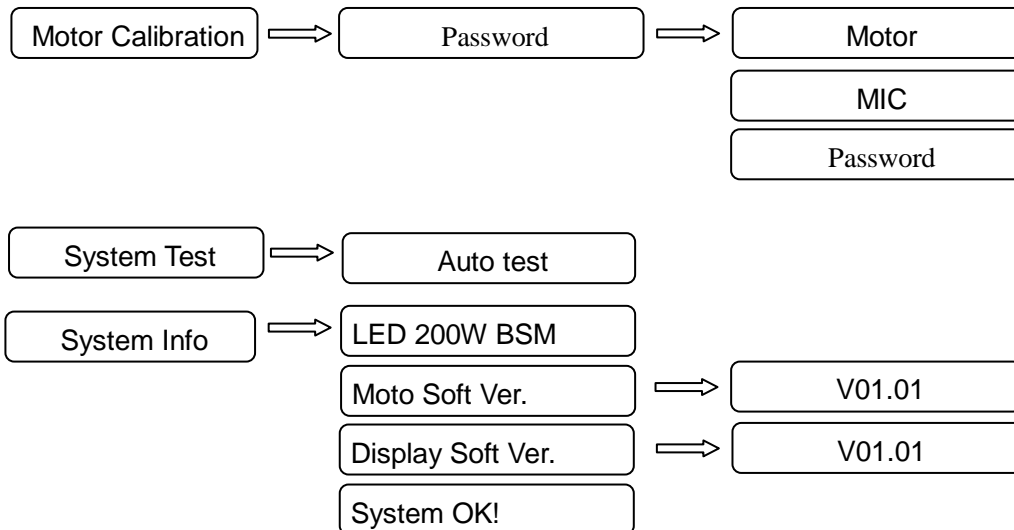 Motor Calibration
Password
Motor
MIC
Password
System Test
Auto test
System Info
LED 200W BSM
Moto Soft Ver.
V01.01
Display Soft Ver.
V01.01
System OK!